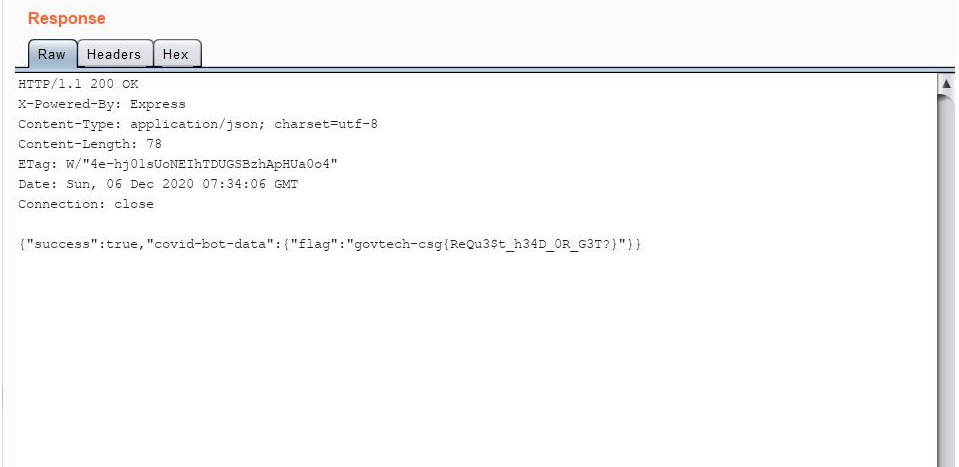 Response
Raw Headers Hex
HTTP/1.1 200 OK
X-Powered-By: Express
Content-Type: application/json; charset=utf-8
Content-Length: 78
ETag: W/"4e-hj0lsUoNEIhTDUGSBzhApHUa0o4"
Date: Sun, 06 Dec 2020 07:34:06 GMT
Connection: close
{"success":true,"covid-bot-data":{"flag":"govtech-csg{ReQu3$t_h34D_0R_G3T?}"}}